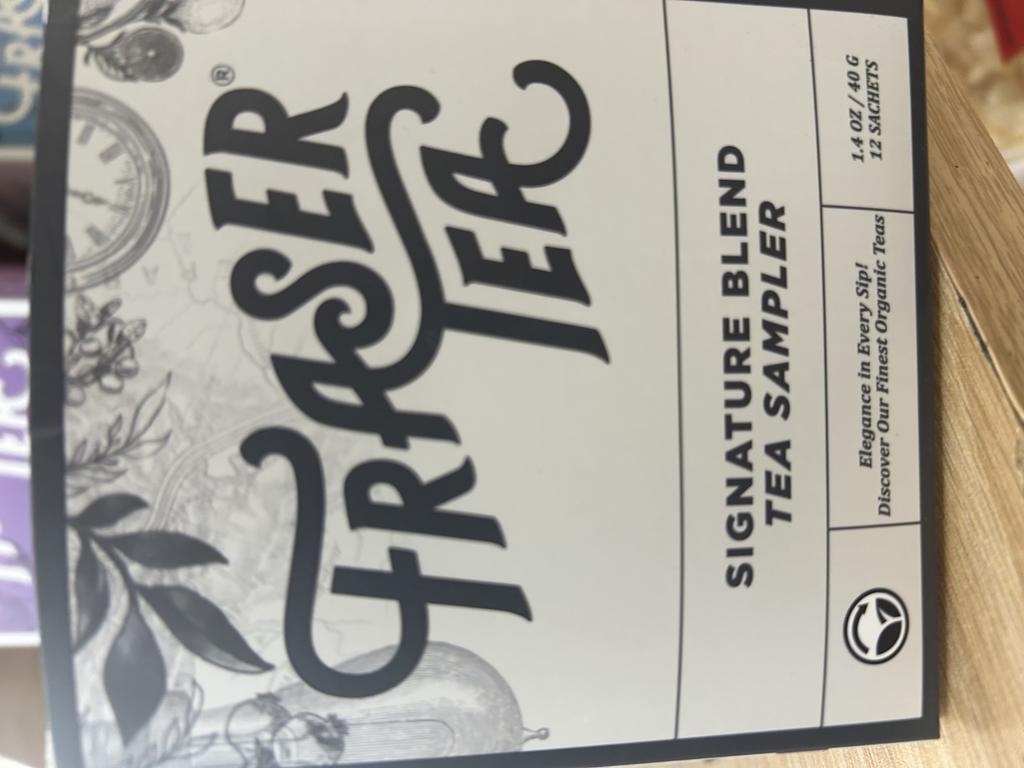 FRASER®
TEA
SIGNATURE BLEND
TEA SAMPLER
Elegance in Every Sip!
Discover Our Finest Organic Teas
1.4 OZ / 40 G
12 SACHETS